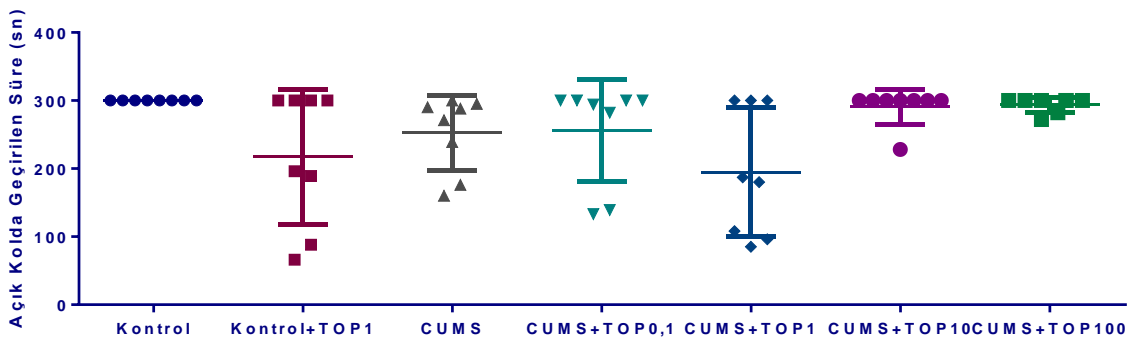 Açık Kolda Geçirilen Süre (sn)
400
300
200
100
0
Kontrol Kontrol+TOP1 CUMS CUMS+TOP0,1 CUMS+TOP1 CUMS+TOP10 CUMS+TOP100